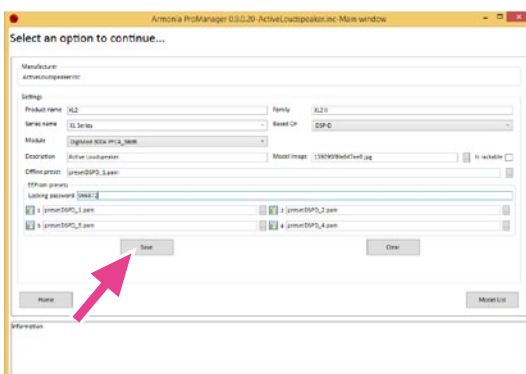 Armonia ProManager 0.9.0.20-ActiveLoudspeaker.inc-Main window
Select an option to continue...
Manufacturer
ActiveLoudspeaker.inc
Settings
Product name XL2 Family XL2 II
Series name XL Series Based On DSP-D
Module
Description Active Loudspeaker Model Image Is rackable
Offline preset presetDSPD_1.pam
EEProm presets
Locking password
1 presetDSPD_1.pam 2 presetDSPD_2.pam
3 presetDSPD_3.pam 4 presetDSPD_4.pam
Save Clear
Home Model List
Information